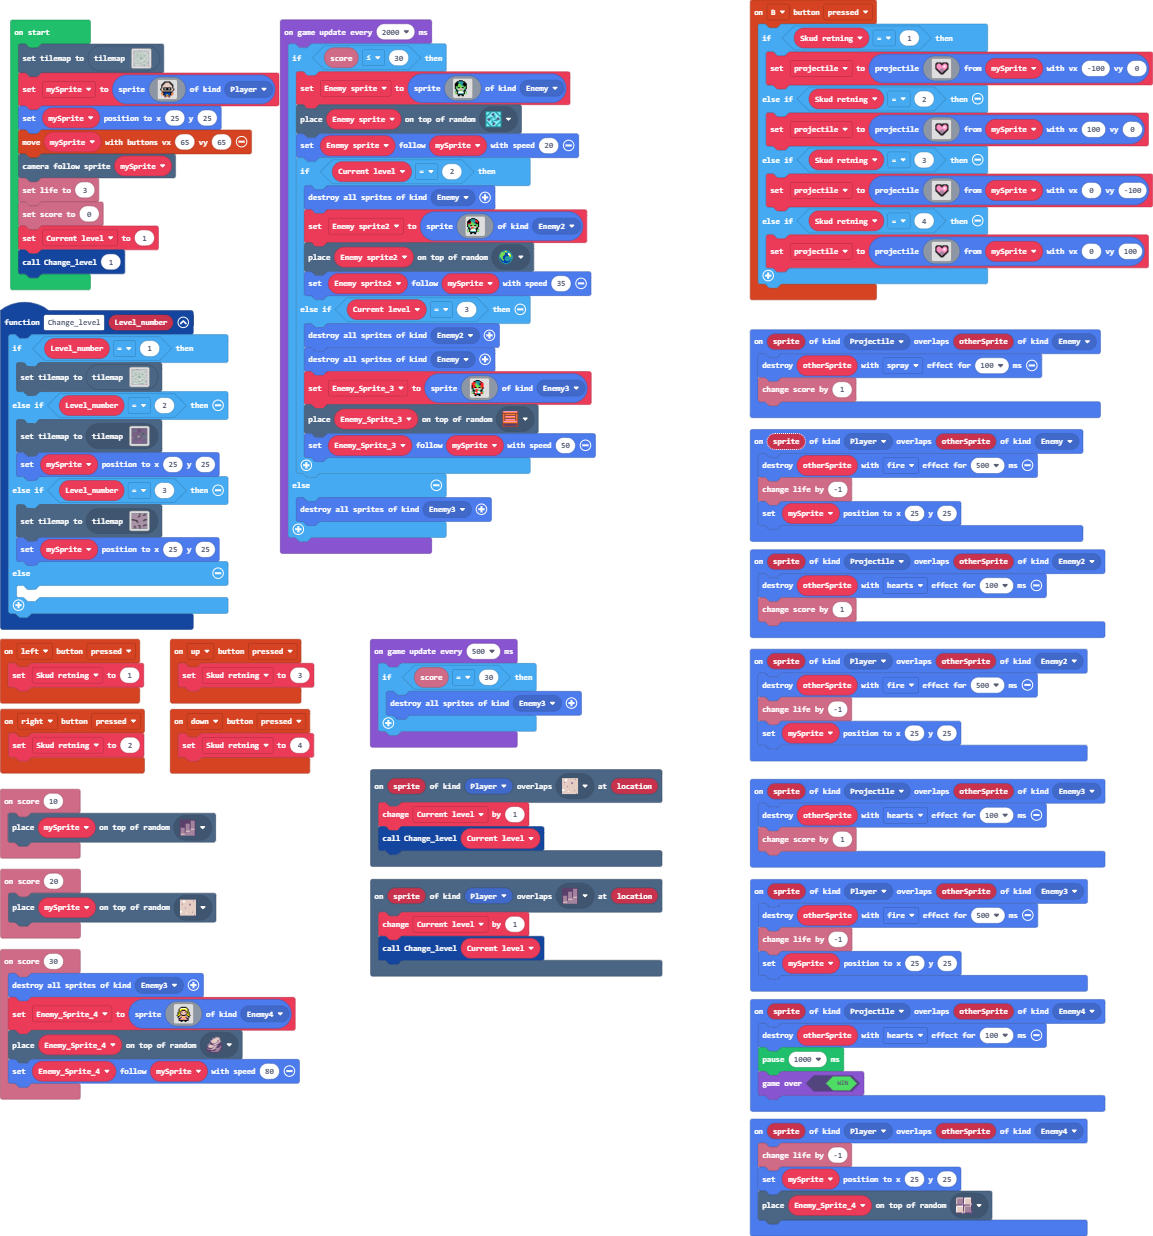 on start
set tilemap to tilemap
set mySprite to sprite of kind Player
set mySprite position to x 25 y 25
move mySprite with buttons vx 65 vy 65
camera follow sprite mySprite
set life to 3
set score to 0
set Current level to 1
call Change_level 1
function Change_level Level_number
if Level_number = 1 then
set tilemap to tilemap
else if Level_number = 2 then
set tilemap to tilemap
set mySprite position to x 25 y 25
else if Level_number = 3 then
set tilemap to tilemap
set mySprite position to x 25 y 25
else
on left button pressed
set Skud retning to 1
on up button pressed
set Skud retning to 3
on right button pressed
set Skud retning to 2
on down button pressed
set Skud retning to 4
on score 10
place mySprite on top of random
on score 20
place mySprite on top of random
on score 30
destroy all sprites of kind Enemy3
set Enemy_Sprite_4 to sprite of kind Enemy4
place Enemy_Sprite_4 on top of random
set Enemy_Sprite_4 follow mySprite with speed 80
on game update every 2000 ms
if score ≤ 30 then
set Enemy sprite to sprite of kind Enemy
place Enemy sprite on top of random
set Enemy sprite follow mySprite with speed 20
if Current level = 2 then
destroy all sprites of kind Enemy
set Enemy sprite2 to sprite of kind Enemy2
place Enemy sprite2 on top of random
set Enemy sprite2 follow mySprite with speed 35
else if Current level = 3 then
destroy all sprites of kind Enemy2
destroy all sprites of kind Enemy
set Enemy_Sprite_3 to sprite of kind Enemy3
place Enemy_Sprite_3 on top of random
set Enemy_Sprite_3 follow mySprite with speed 50
else
destroy all sprites of kind Enemy3
on game update every 500 ms
if score = 30 then
destroy all sprites of kind Enemy3
on sprite of kind Player overlaps at location
change Current level by 1
call Change_level Current level
on sprite of kind Player overlaps at location
change Current level by 1
call Change_level Current level
on B button pressed
if Skud retning = 1 then
set projectile to projectile from mySprite with vx -100 vy 0
else if Skud retning = 2 then
set projectile to projectile from mySprite with vx 100 vy 0
else if Skud retning = 3 then
set projectile to projectile from mySprite with vx 0 vy -100
else if Skud retning = 4 then
set projectile to projectile from mySprite with vx 0 vy 100
on sprite of kind Projectile overlaps otherSprite of kind Enemy
destroy otherSprite with spray effect for 100 ms
change score by 1
on sprite of kind Player overlaps otherSprite of kind Enemy
destroy otherSprite with fire effect for 500 ms
change life by -1
set mySprite position to x 25 y 25
on sprite of kind Projectile overlaps otherSprite of kind Enemy2
destroy otherSprite with hearts effect for 100 ms
change score by 1
on sprite of kind Player overlaps otherSprite of kind Enemy2
destroy otherSprite with fire effect for 500 ms
change life by -1
set mySprite position to x 25 y 25
on sprite of kind Projectile overlaps otherSprite of kind Enemy3
destroy otherSprite with hearts effect for 100 ms
change score by 1
on sprite of kind Player overlaps otherSprite of kind Enemy3
destroy otherSprite with fire effect for 500 ms
change life by -1
set mySprite position to x 25 y 25
on sprite of kind Projectile overlaps otherSprite of kind Enemy4
destroy otherSprite with hearts effect for 100 ms
pause 1000 ms
game over WIN
on sprite of kind Player overlaps otherSprite of kind Enemy4
change life by -1
set mySprite position to x 25 y 25
place Enemy_Sprite_4 on top of random